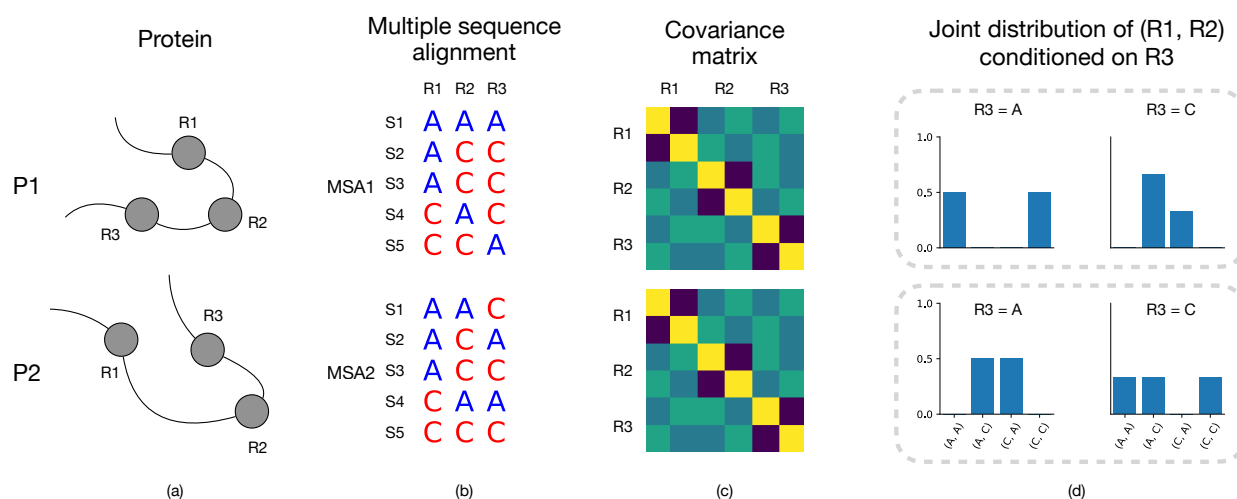 Protein
Multiple sequence
alignment
Covariance
matrix
Joint distribution of (R1, R2)
conditioned on R3
P1
R1
R2
R3
MSA1
R1 R2 R3
S1 A A A
S2 A C C
S3 A C C
S4 C A C
S5 C C A
R1 R2 R3
R1
R2
R3
R3 = A
R3 = C
1.0
0.5
0.0
P2
R3
R1
R2
MSA2
S1 A A C
S2 A C A
S3 A C C
S4 C A A
S5 C C C
R1
R2
R3
R3 = A
R3 = C
1.0
0.5
0.0
(A, A) (A, C) (C, A) (C, C)
(A, A) (A, C) (C, A) (C, C)
(a) (b) (c) (d)